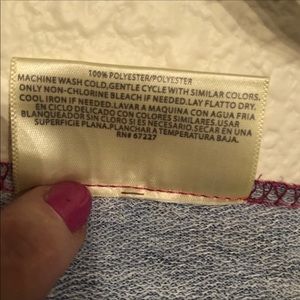 100% POLYESTER/POLYESTER
MACHINE WASH COLD, GENTLE CYCLE WITH SIMILAR COLORS.
ONLY NON-CHLORINE BLEACH IF NEEDED. LAY FLAT TO DRY.
COOL IRON IF NEEDED. LAVAR A MAQUINA CON AGUA FRIA
EN CICLO DELICADO CON COLORES SIMILARES. USAR
BLANQUEADOR SIN CLORO SI ES NECESARIO. SECAR EN UNA
SUPERFICIE PLANA. PLANCHAR A TEMPERATURA BAJA.
RN# 67227